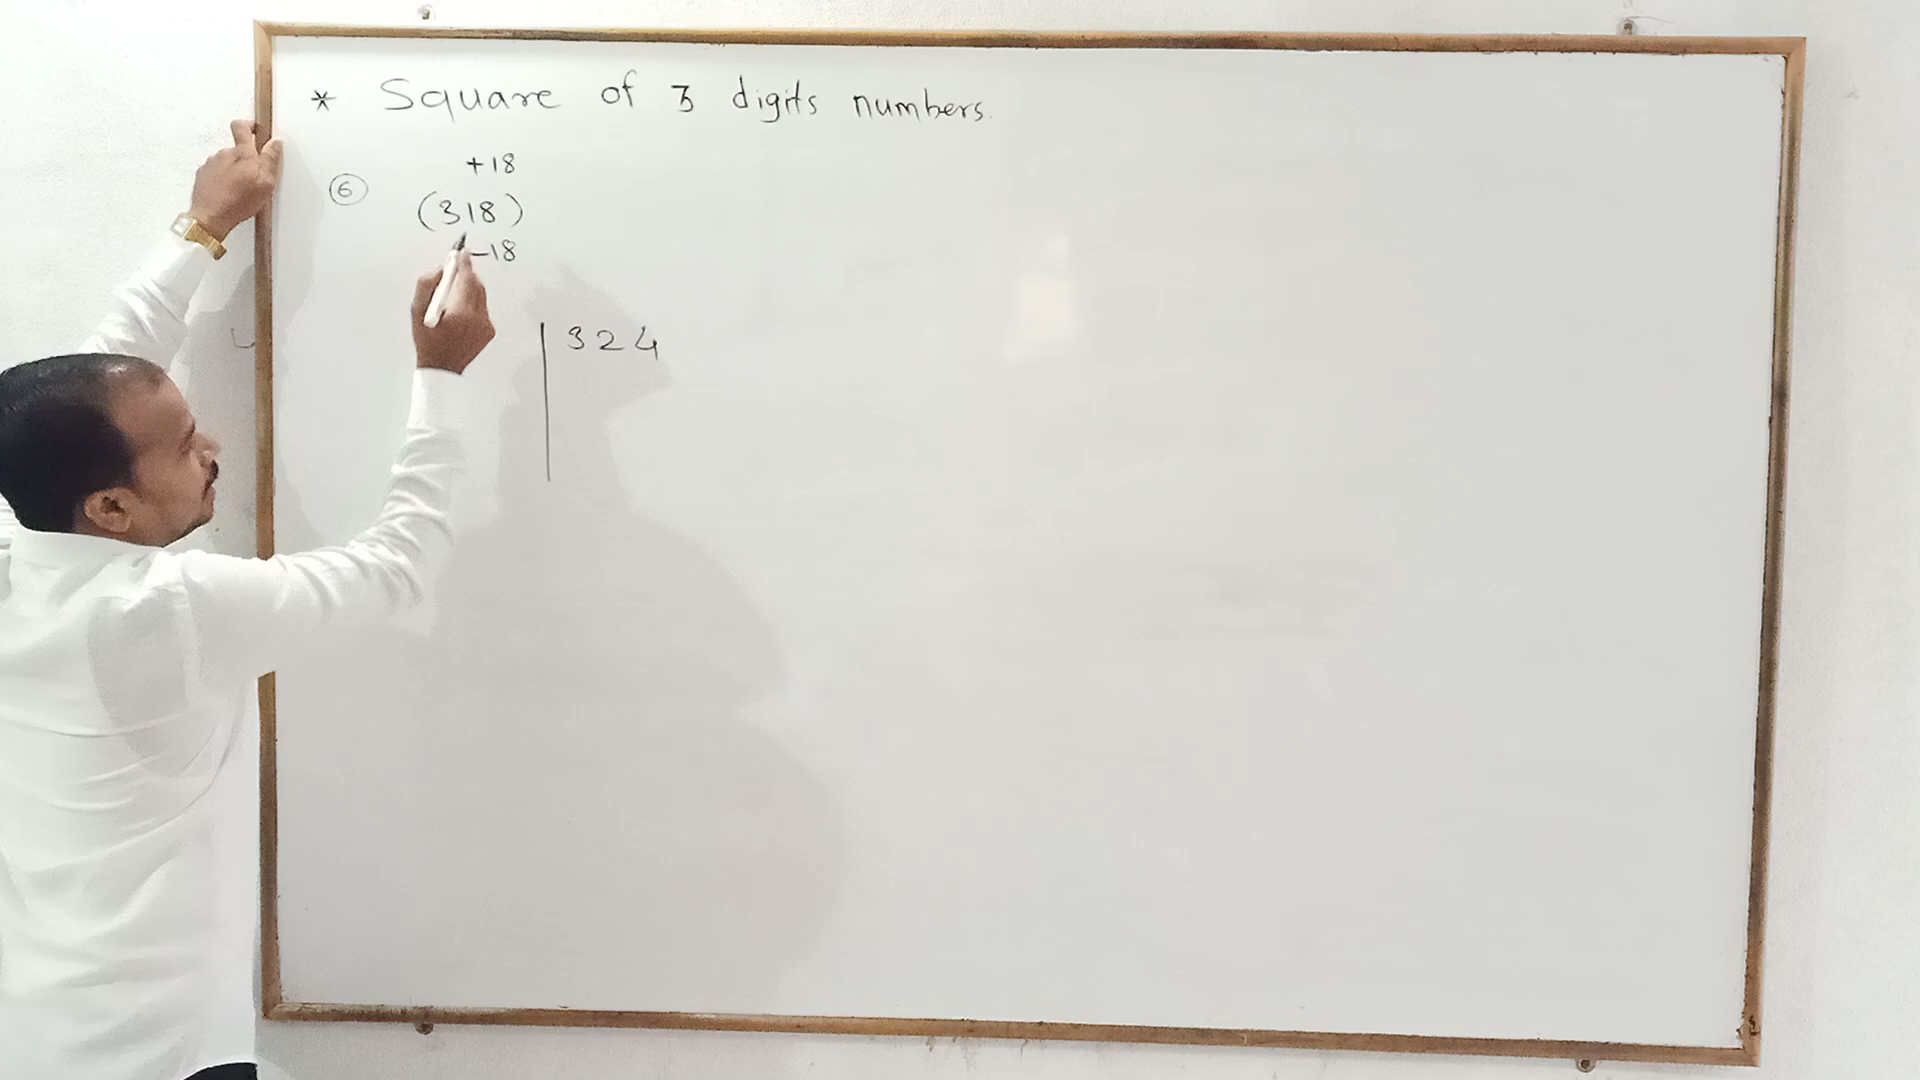 * Square of 3 digits numbers.
+18
⑥ (318)
-18
324